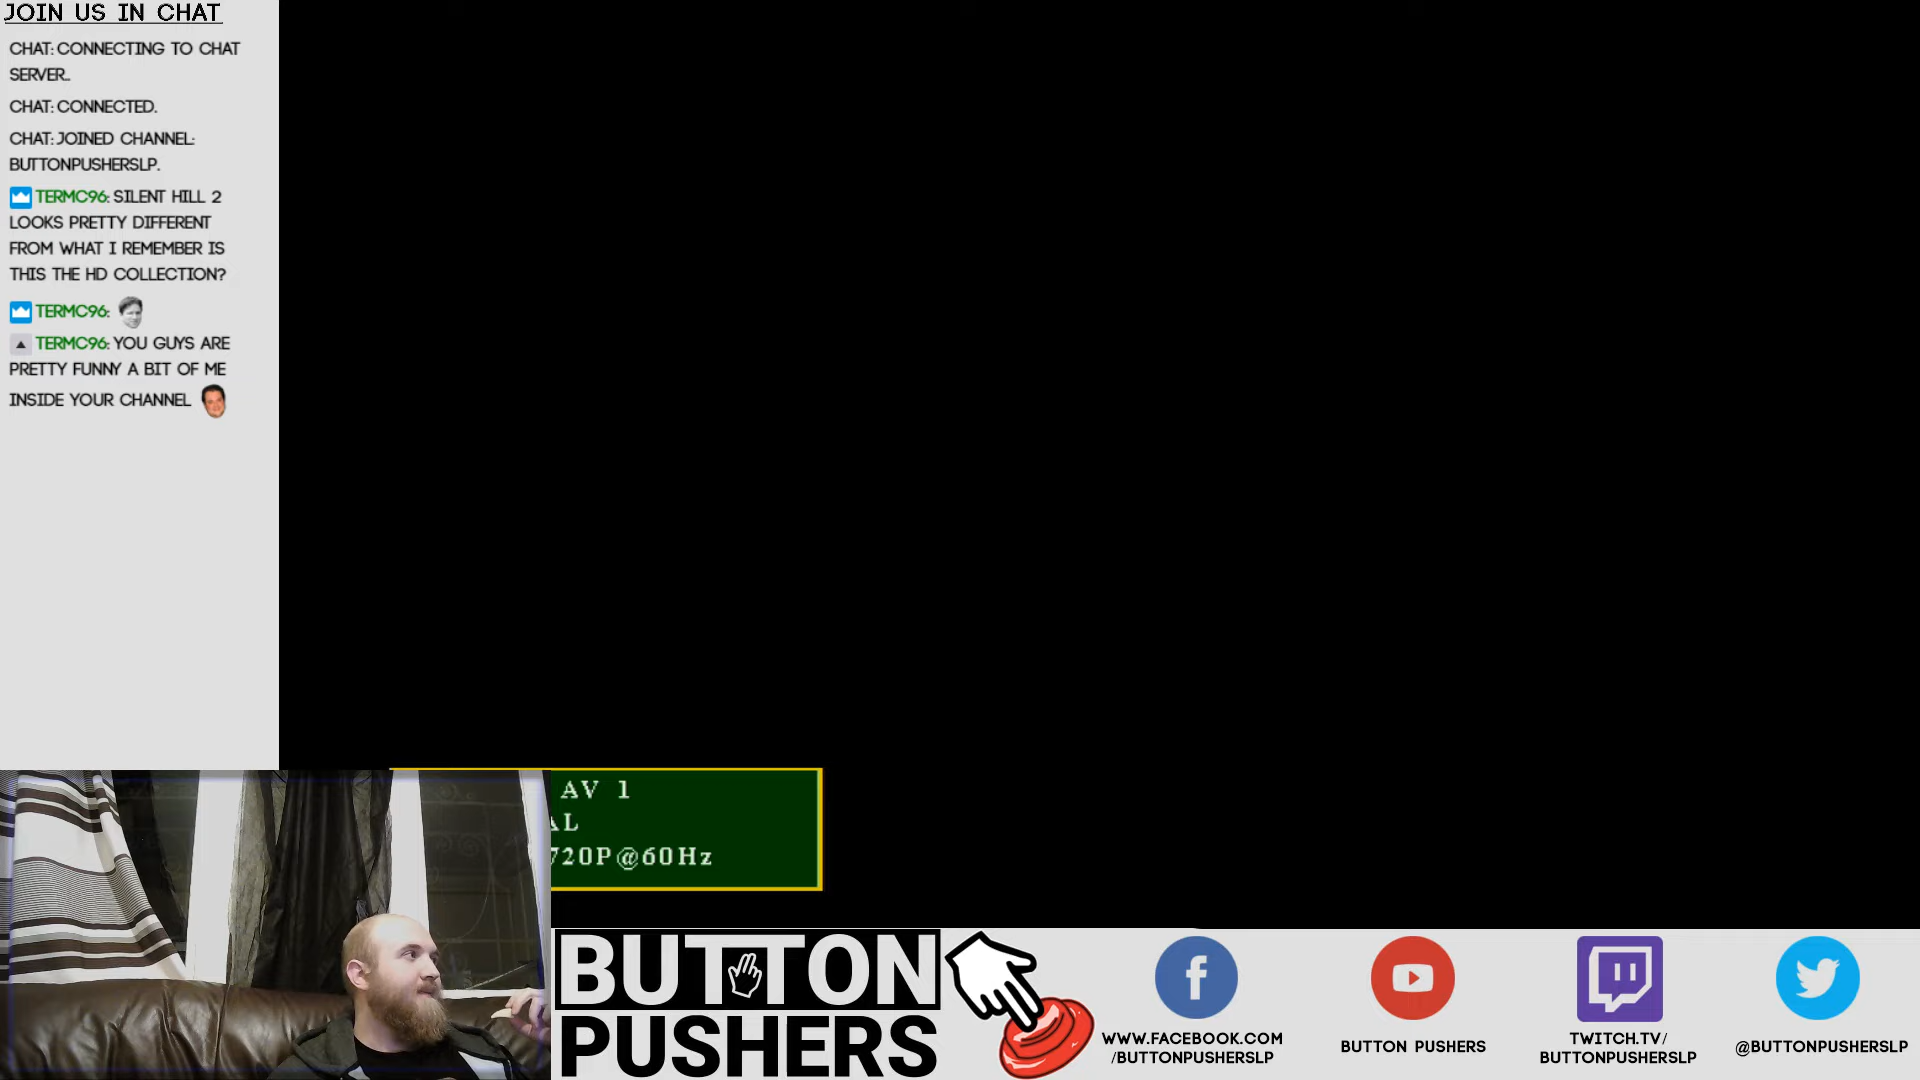 JOIN US IN CHAT
CHAT: CONNECTING TO CHAT
SERVER..
CHAT: CONNECTED.
CHAT: JOINED CHANNEL:
BUTTONPUSHERSLP.
TERMC96: SILENT HILL 2
LOOKS PRETTY DIFFERENT
FROM WHAT I REMEMBER IS
THIS THE HD COLLECTION?
TERMC96:
TERMC96: YOU GUYS ARE
PRETTY FUNNY A BIT OF ME
INSIDE YOUR CHANNEL
AV 1
720P@60Hz
BUTTON
PUSHERS
WWW.FACEBOOK.COM
/BUTTONPUSHERSLP
BUTTON PUSHERS
TWITCH.TV/
BUTTONPUSHERSLP
@BUTTONPUSHERSLP